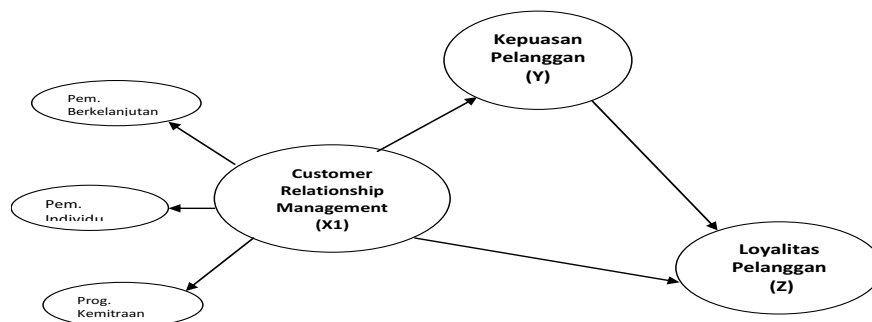 Kepuasan
Pelanggan
(Y)
Pem.
Berkelanjutan
Customer
Relationship
Management
(X1)
Pem.
Individu
Loyalitas
Pelanggan
(Z)
Prog.
Kemitraan